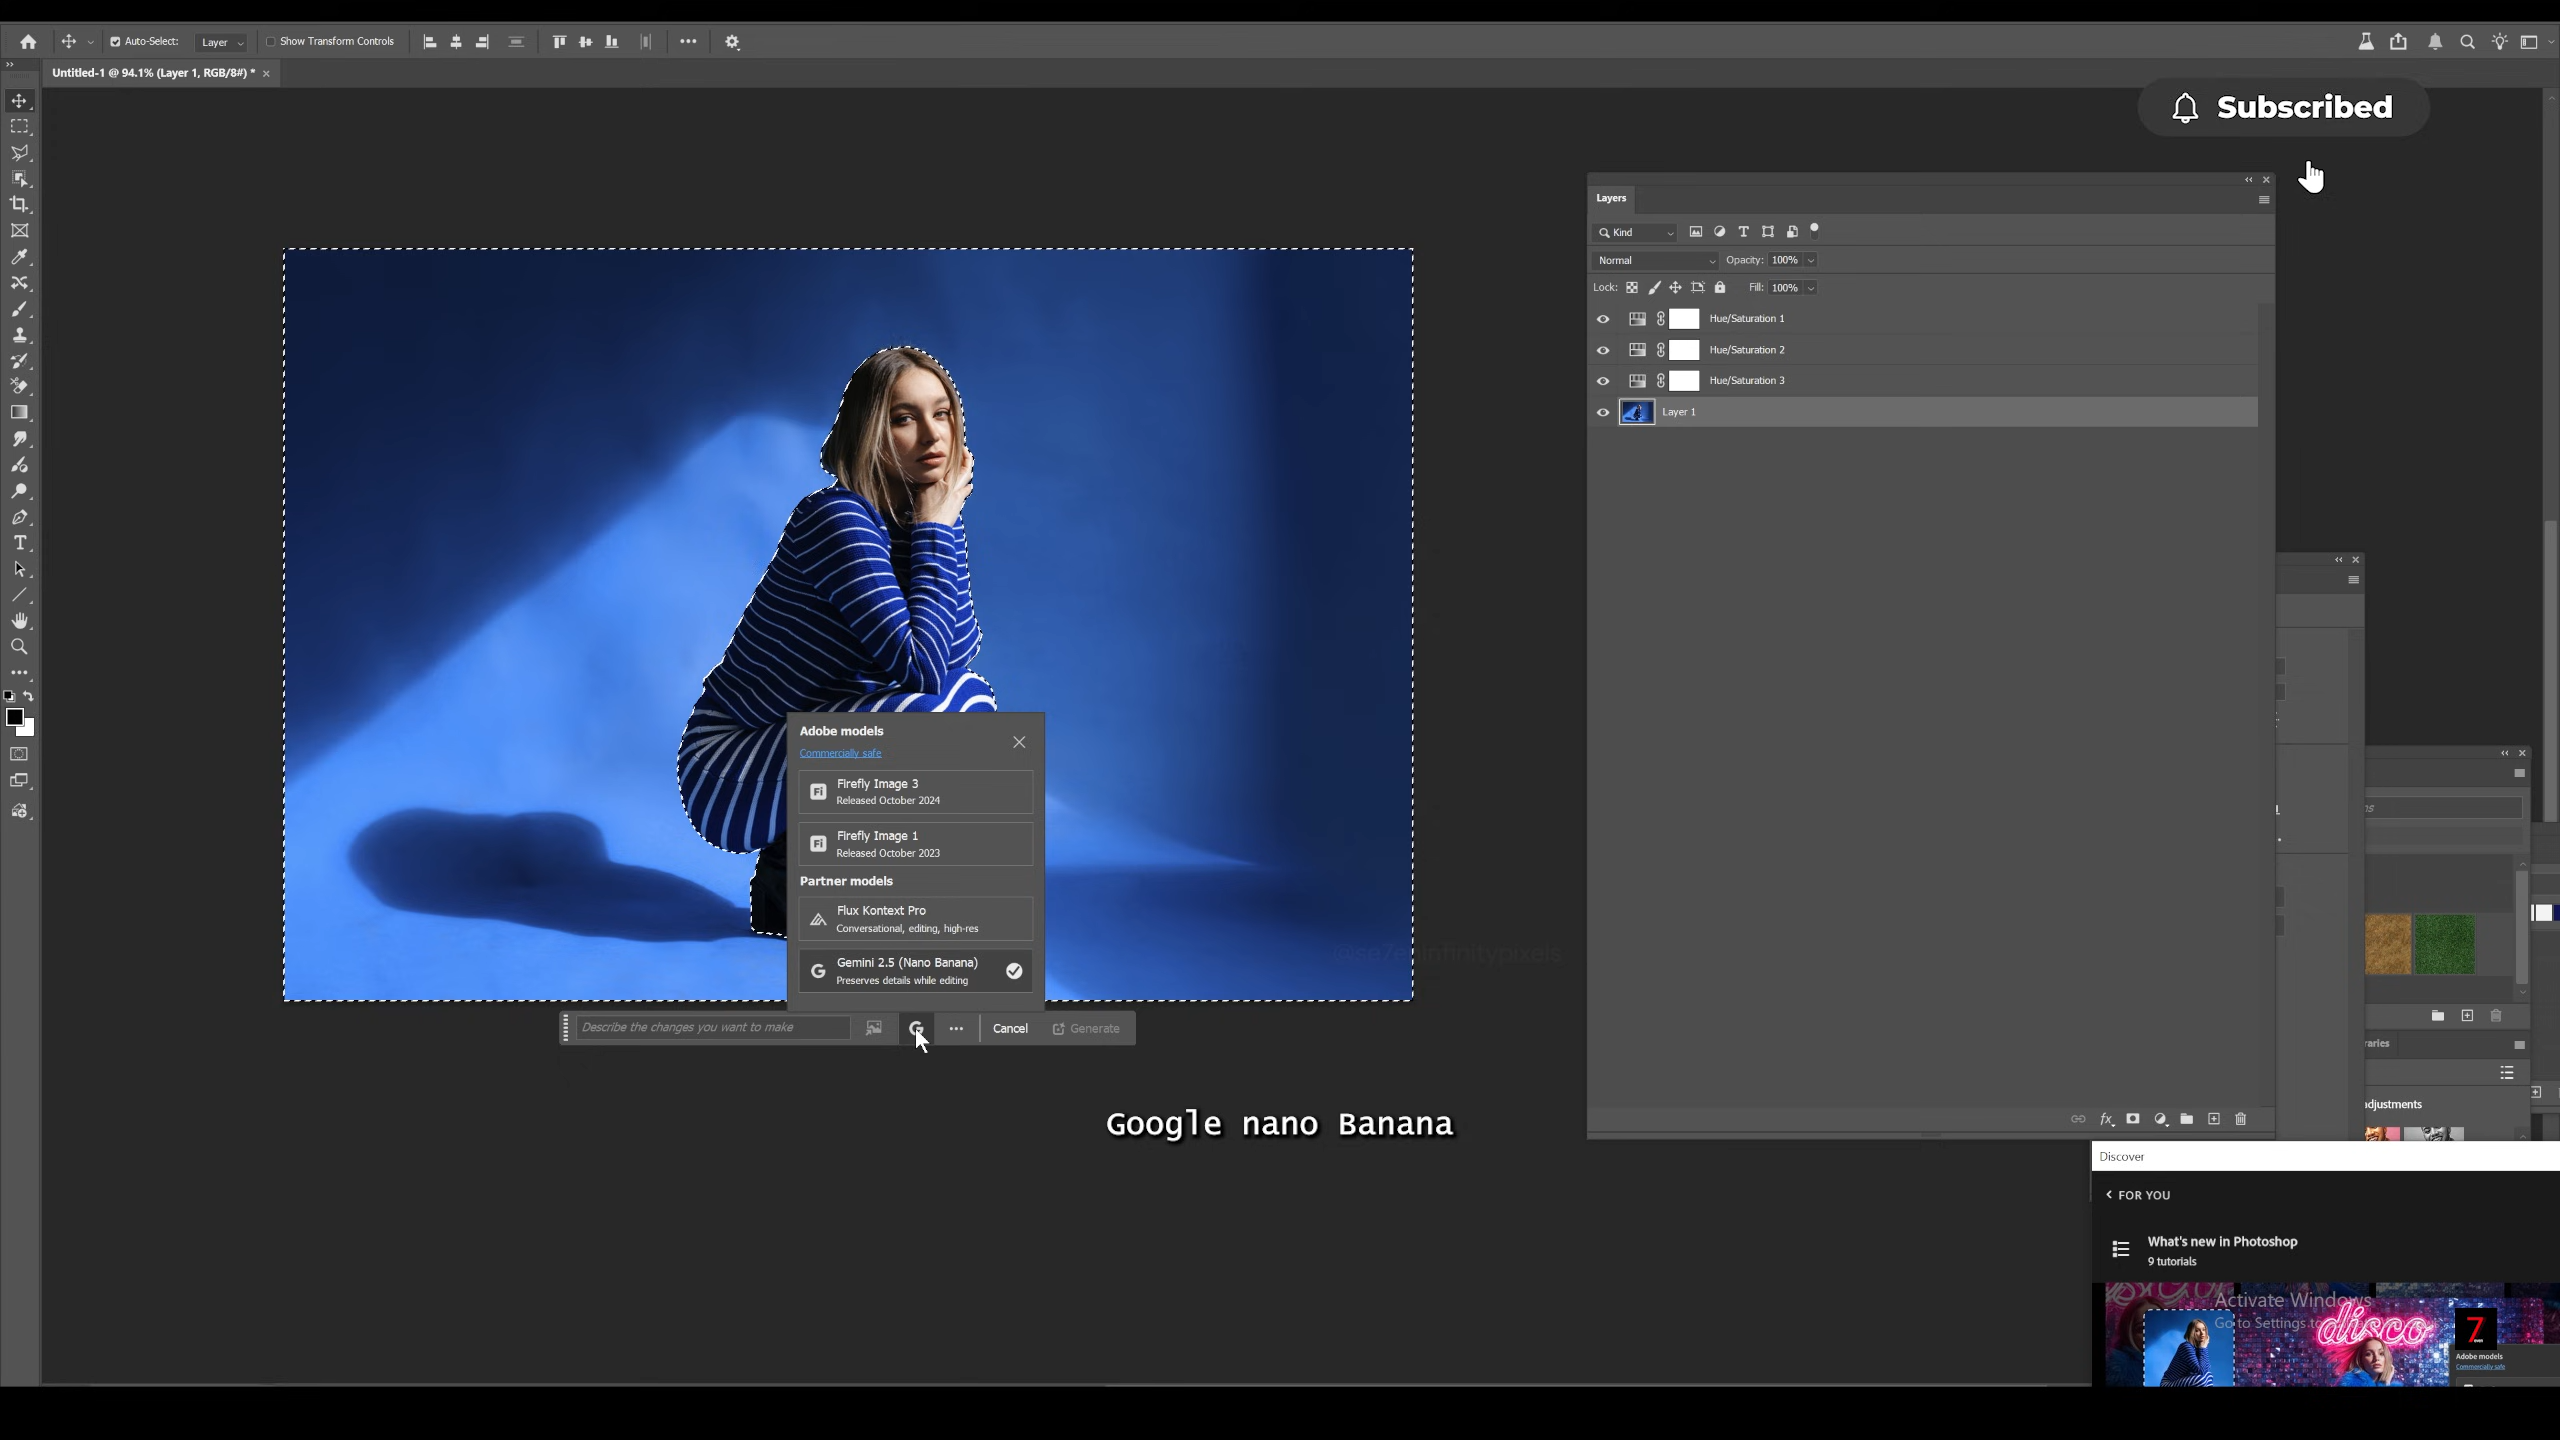 Auto-Select:
Layer
Show Transform Controls
Untitled-1 @ 94.1% (Layer 1, RGB/8#) *
Subscribed
Layers
Kind
Normal
Opacity: 100%
Lock:
Fill: 100%
Hue/Saturation 1
Hue/Saturation 2
Hue/Saturation 3
Layer 1
Adobe models
Commercially safe
Firefly Image 3
Released October 2024
Firefly Image 1
Released October 2023
Partner models
Flux Kontext Pro
Conversational, editing, high-res
Gemini 2.5 (Nano Banana)
Preserves details while editing
Describe the changes you want to make
Cancel
Generate
Google nano Banana
Discover
FOR YOU
What's new in Photoshop
9 tutorials
Activate Windows
Go to Settings to
disco
7
Adobe models
Commercially safe